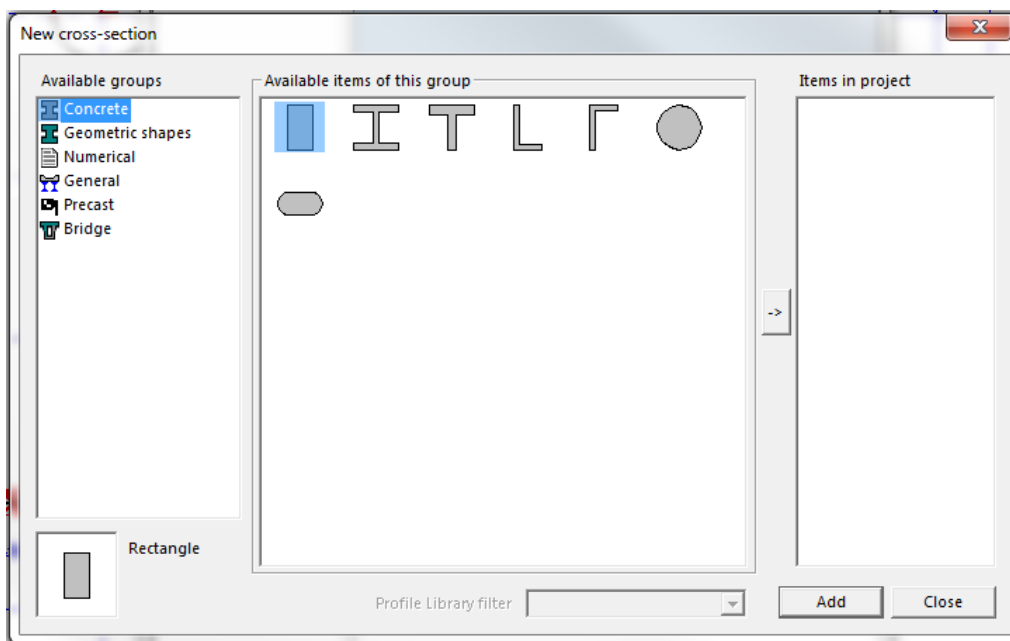 New cross-section
Available groups
Concrete
Geometric shapes
Numerical
General
Precast
Bridge
Available items of this group
Items in project
->
Rectangle
Profile Library filter
Add
Close